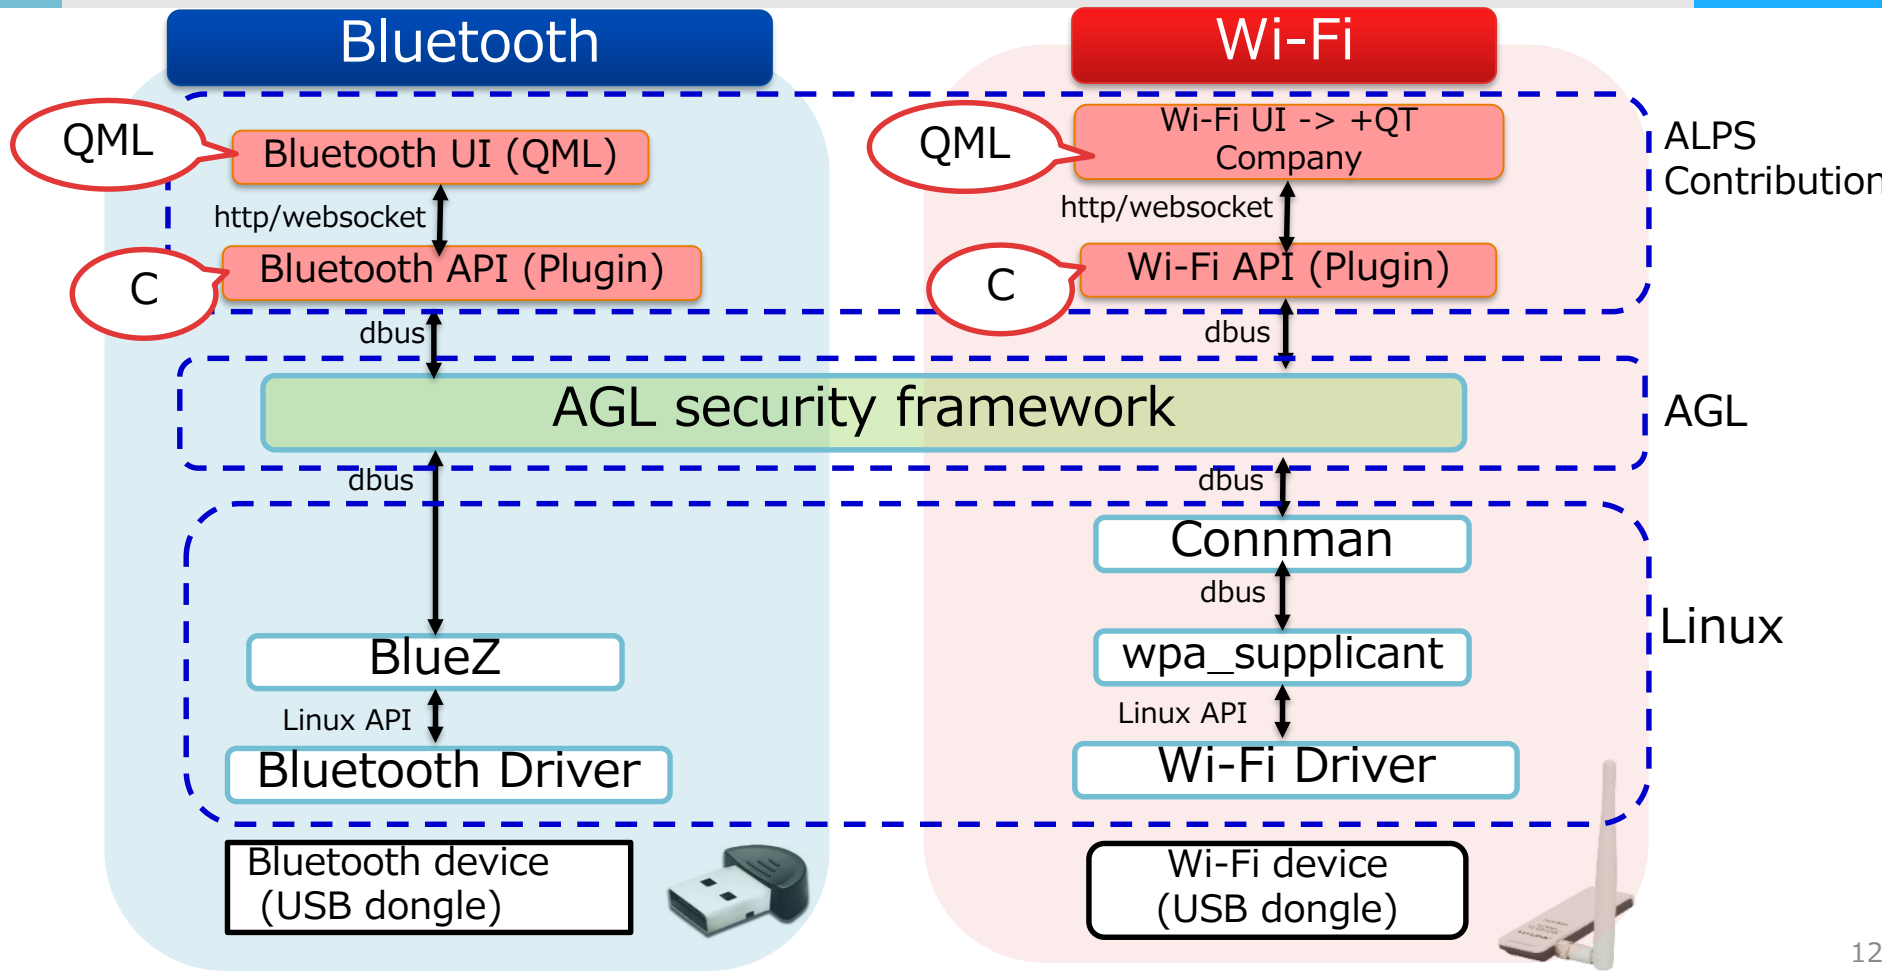 Bluetooth
Wi-Fi
QML
Bluetooth UI (QML)
QML
Wi-Fi UI -> +QT
Company
ALPS
Contribution
http/websocket
http/websocket
C
Bluetooth API (Plugin)
C
Wi-Fi API (Plugin)
dbus
dbus
AGL security framework
AGL
dbus
dbus
Connman
dbus
Linux
BlueZ
wpa_supplicant
Linux API
Linux API
Bluetooth Driver
Wi-Fi Driver
Bluetooth device
(USB dongle)
Wi-Fi device
(USB dongle)
12